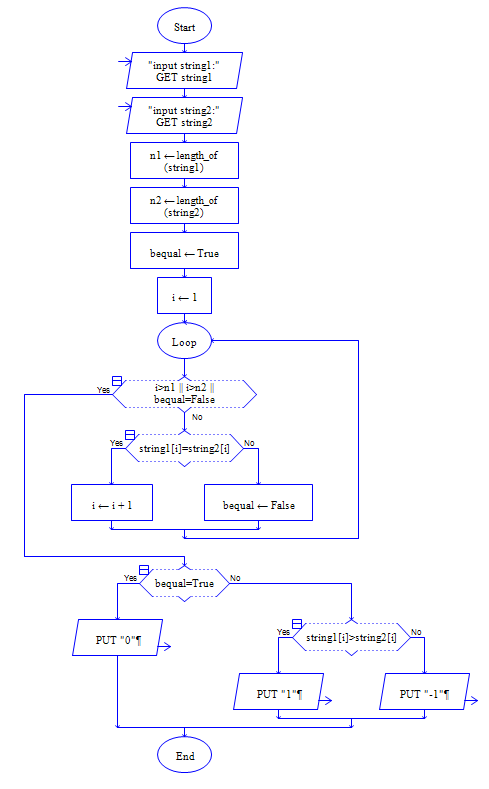 Start
"input string1:"
GET string1
"input string2:"
GET string2
n1 ←length_of
(string1)
n2 ←length_of
(string2)
bequal ← True
i ← 1
Loop
i>n1 || i>n2 ||
bequal=False
Yes
No
string1[i]=string2[i]
Yes
No
i ← i + 1
bequal ← False
bequal=True
Yes
No
PUT "0"¶
string1[i]>string2[i]
Yes
No
PUT "1"¶
PUT "-1"¶
End